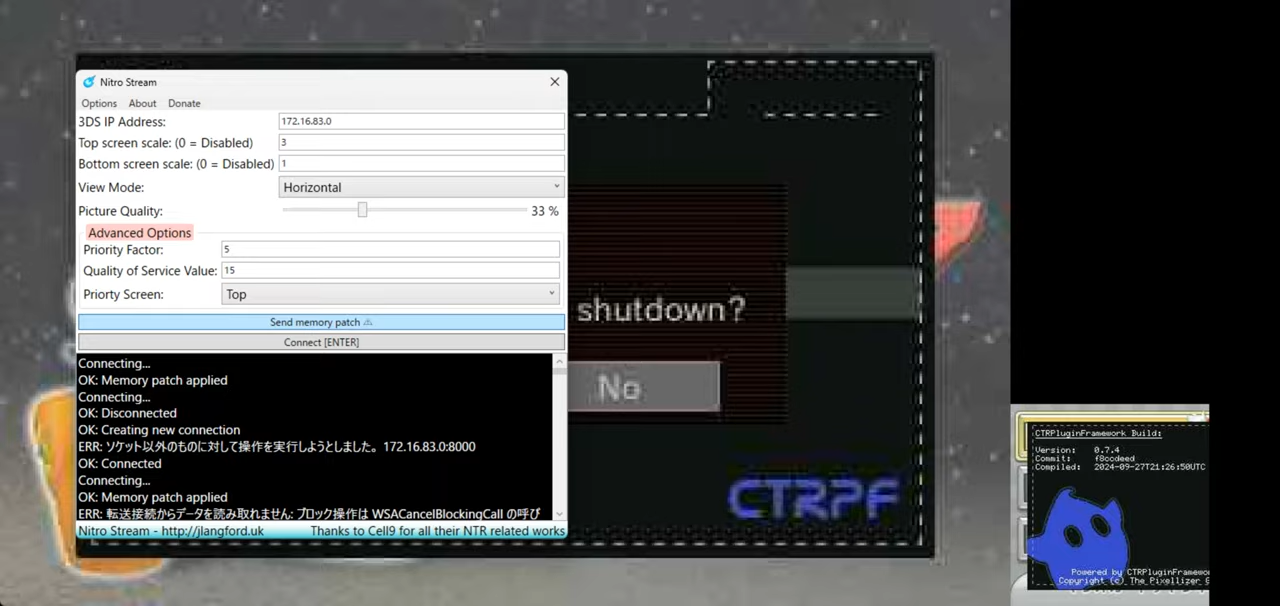 Nitro Stream
Options About Donate
3DS IP Address: 172.16.83.0
Top screen scale: (0 = Disabled) 3
Bottom screen scale: (0 = Disabled) 1
View Mode: Horizontal
Picture Quality: 33 %
Advanced Options
Priority Factor: 5
Quality of Service Value: 15
Priorty Screen: Top
Send memory patch ⚠
Connect [ENTER]
Connecting...
OK: Memory patch applied
Connecting...
OK: Disconnected
OK: Creating new connection
ERR: ソケット以外のものに対して操作を実行しようとしました。 172.16.83.0:8000
OK: Connected
Connecting...
OK: Memory patch applied
ERR: 転送接続からデータを読み取れません: ブロック操作は WSACancelBlockingCall の呼び
Nitro Stream - http://jlangford.uk Thanks to Cell9 for all their NTR related works
shutdown?
No
CTRPF
CTRPluginFramework Build:
Version: 0.7.4
Commit: f8ccdeed
Compiled: 2024-09-27T21:26:50UTC
Powered by CTRPluginFramewor
Copyright (c) The Pixellizer